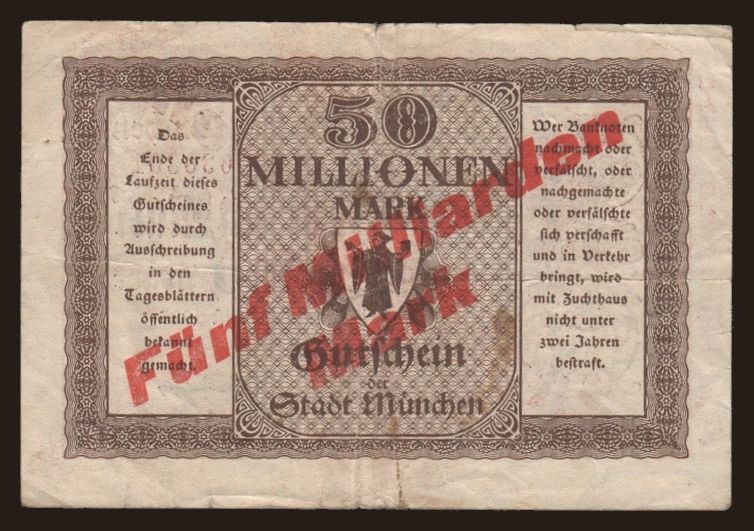 Das
Ende der
Laufzeit dieses
Gutscheines
wird durch
Ausschreibung
in den
Tagesblättern
öffentlich
bekannt
gemacht.
50
MILLIONEN
MARK
Gutschein
der
Stadt München
Fünf Milliarden
Mark
Wer Banknoten
nachmacht oder
verfälscht, oder
nachgemachte
oder verfälschte
sich verschafft
und in Verkehr
bringt, wird
mit Zuchthaus
nicht unter
zwei Jahren
bestraft.